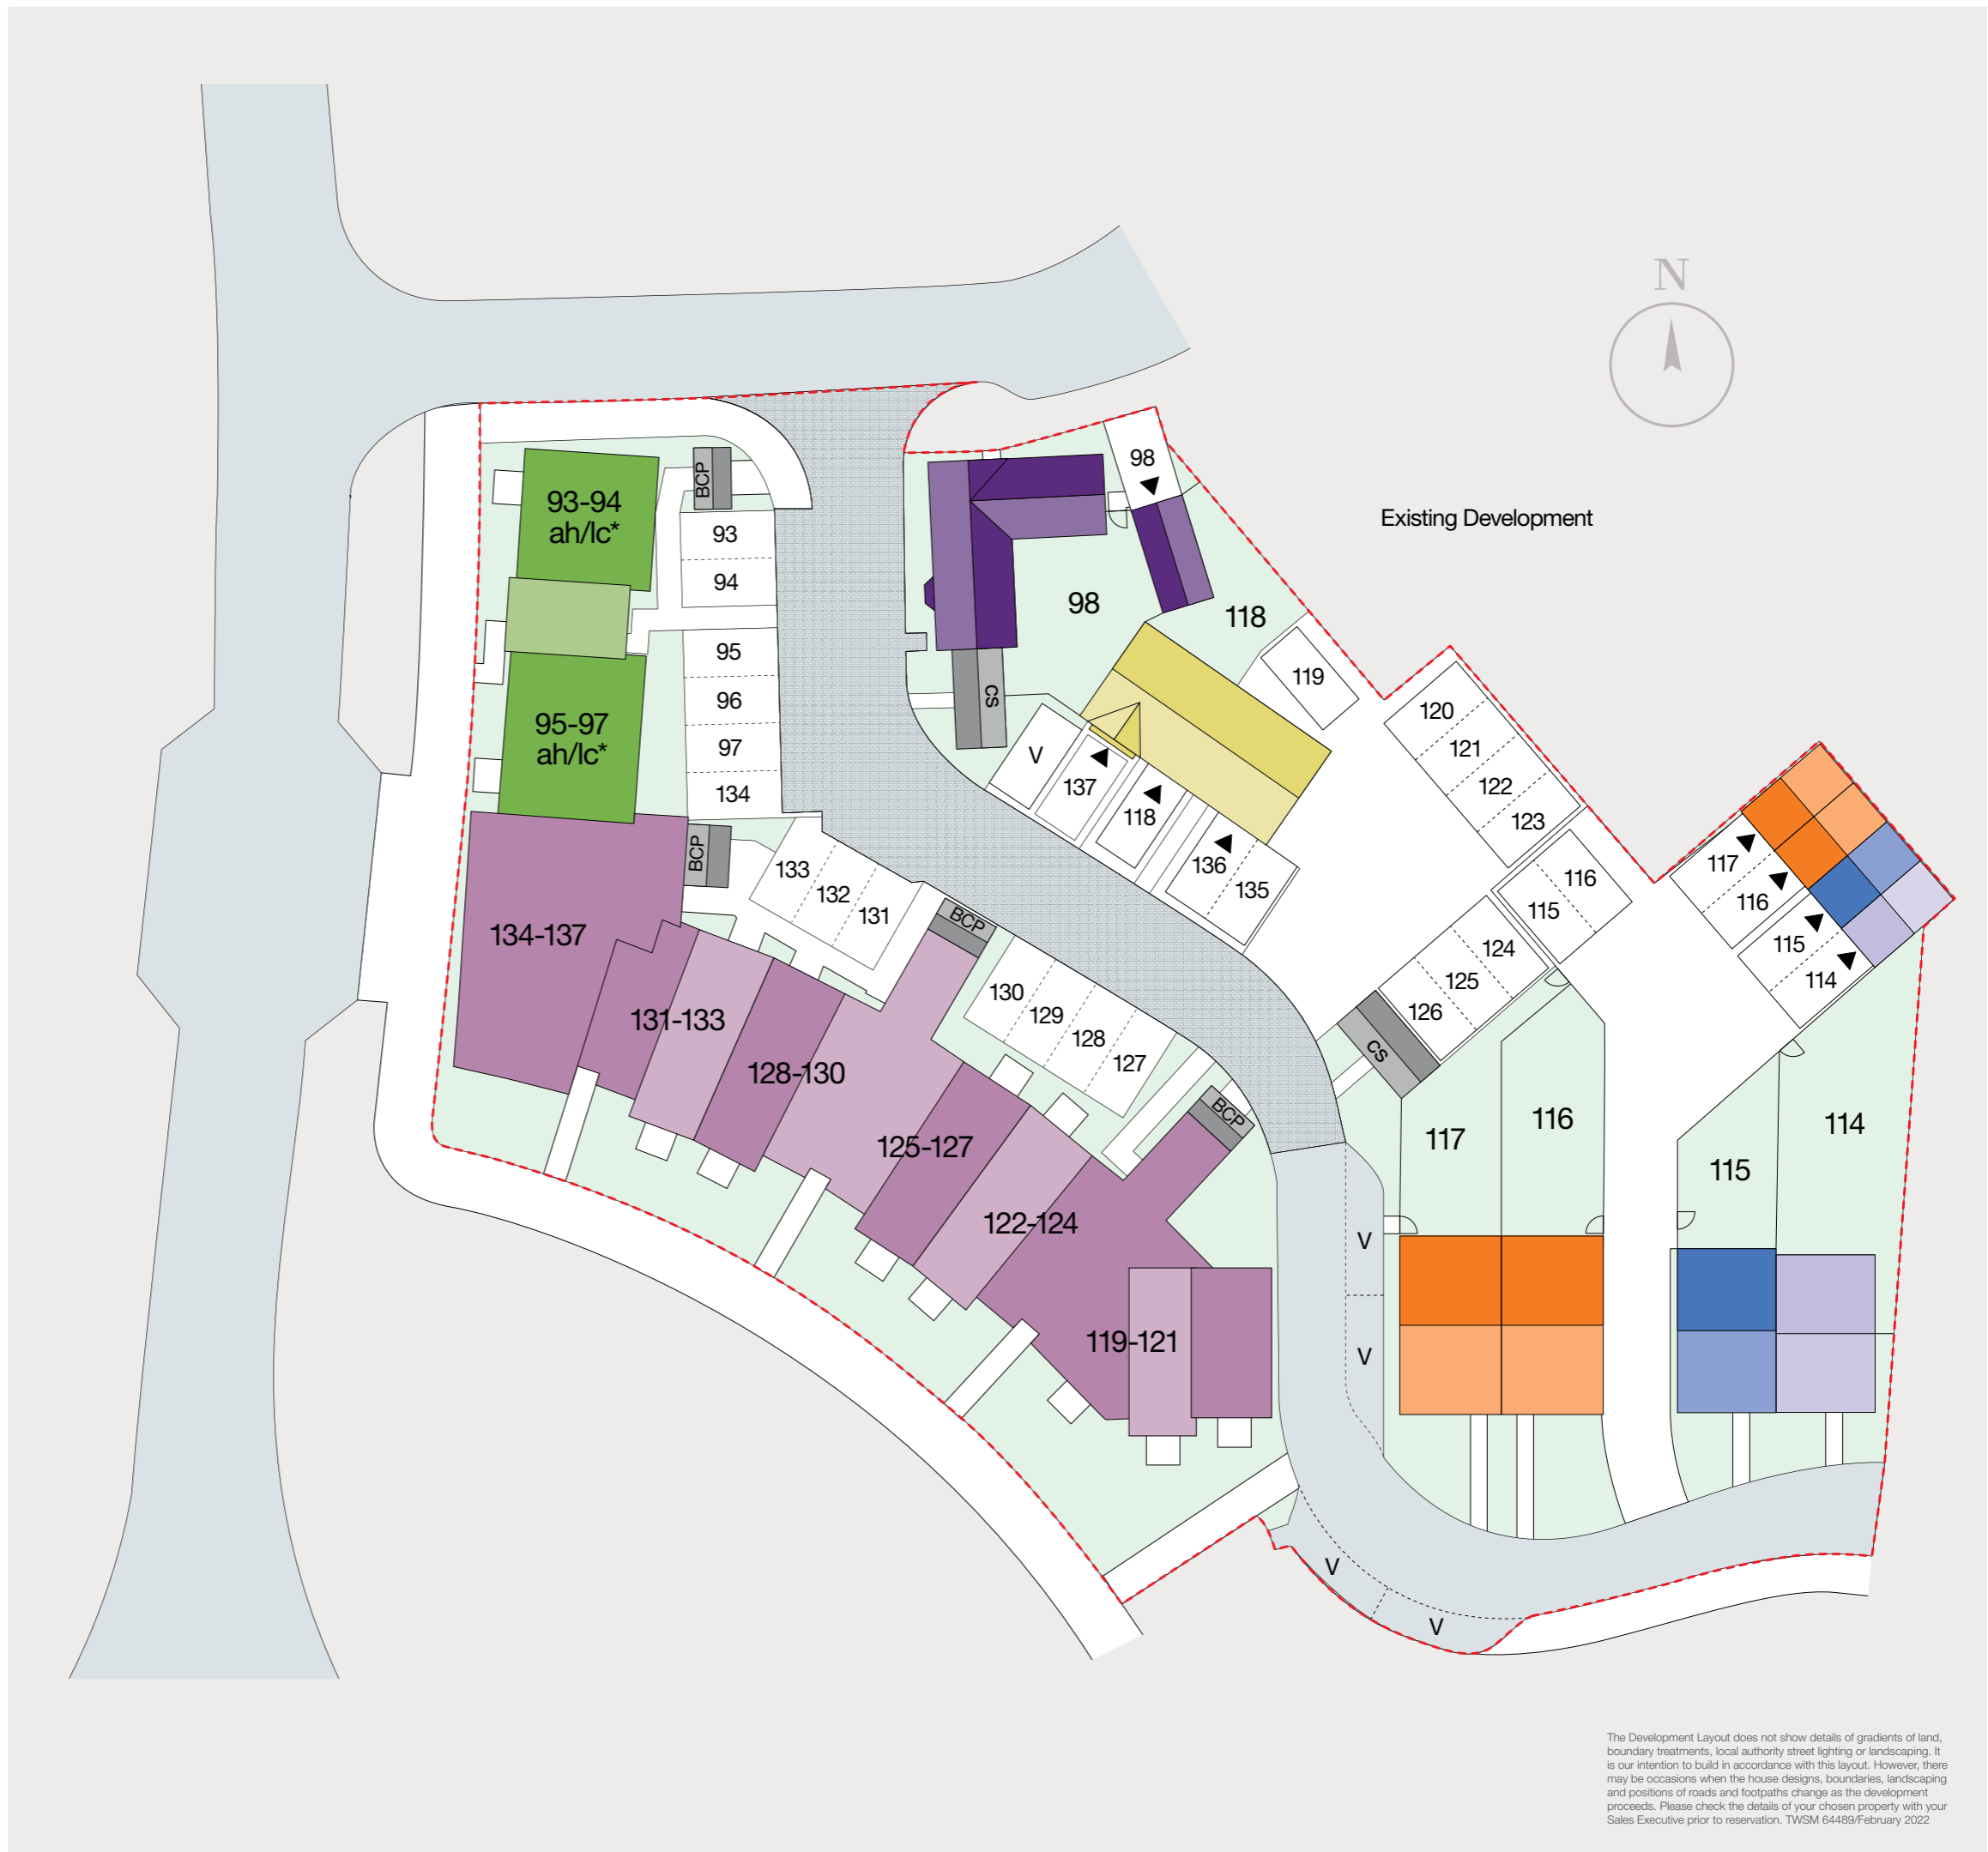 N
Existing Development
98
BCP
93-94
ah/lc*
93
94
98
118
95
96
97
134
95-97
ah/lc*
CS
119
V
137
118
136
135
120
121
122
123
117
116
115
114
116
115
BCP
133
132
131
134-137
BCP
124
125
126
CS
130
129
128
127
131-133
128-130
BCP
125-127
117
116
115
114
122-124
V
119-121
V
V
V
The Development Layout does not show details of gradients of land,
boundary treatments, local authority street lighting or landscaping. It
is our intention to build in accordance with this layout. However, there
may be occasions when the house designs, boundaries, landscaping
and positions of roads and footpaths change as the development
proceeds. Please check the details of your chosen property with your
Sales Executive prior to reservation. TWSM 64489/February 2022